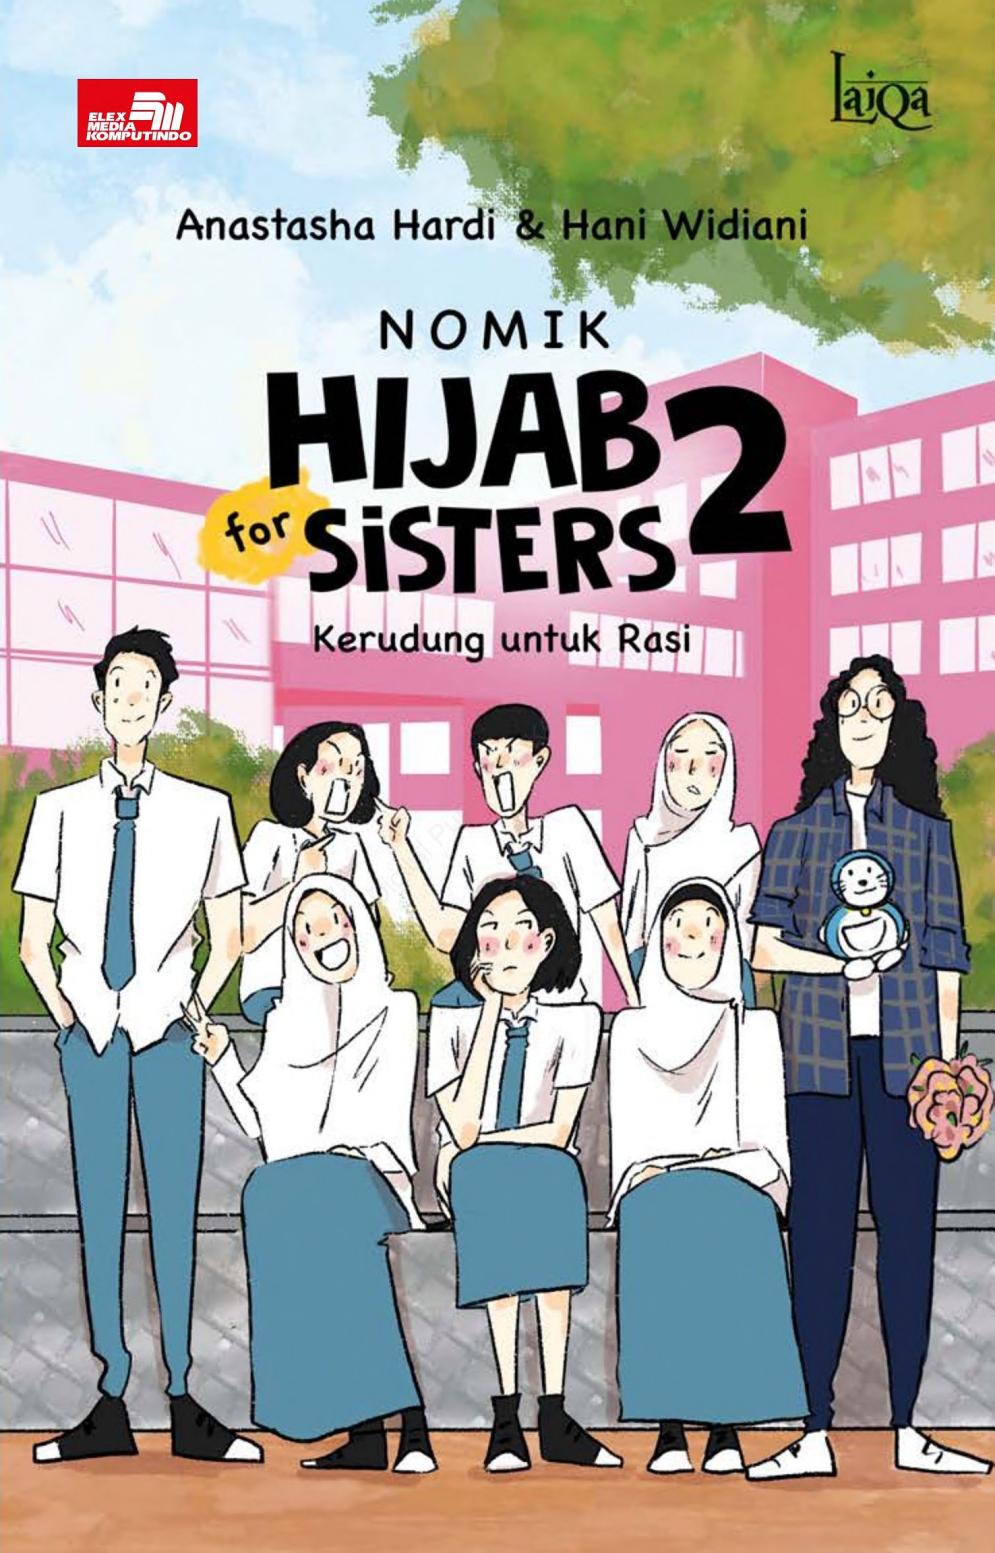 ELEX
MEDIA
KOMPUTINDO
LaiQa
Anastasha Hardi & Hani Widiani
NOMIK
HIJAB 2
for SiSTERS
Kerudung untuk Rasi